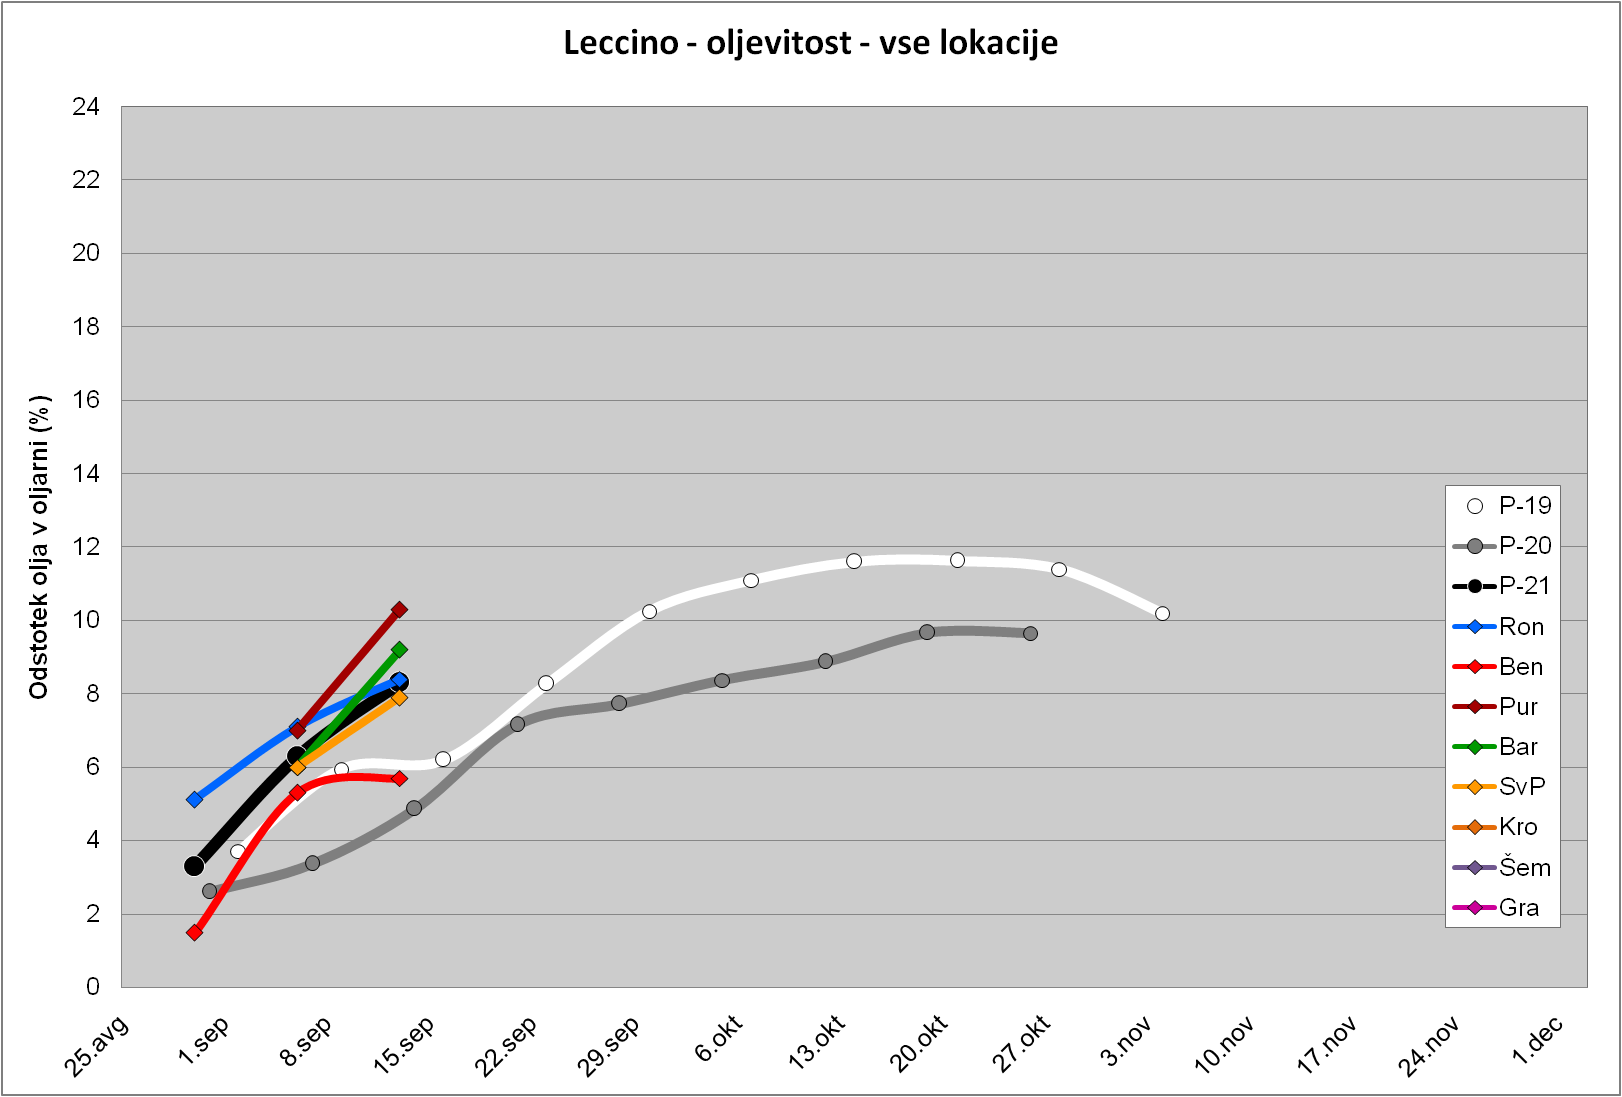 Leccino - oljevitost - vse lokacije
Odstotek olja v oljarni (%)
24
22
20
18
16
14
12
10
8
6
4
2
0
25.avg
1.sep
8.sep
15.sep
22.sep
29.sep
6.okt
13.okt
20.okt
27.okt
3.nov
10.nov
17.nov
24.nov
1.dec
P-19
P-20
P-21
Ron
Ben
Pur
Bar
SvP
Kro
Šem
Gra